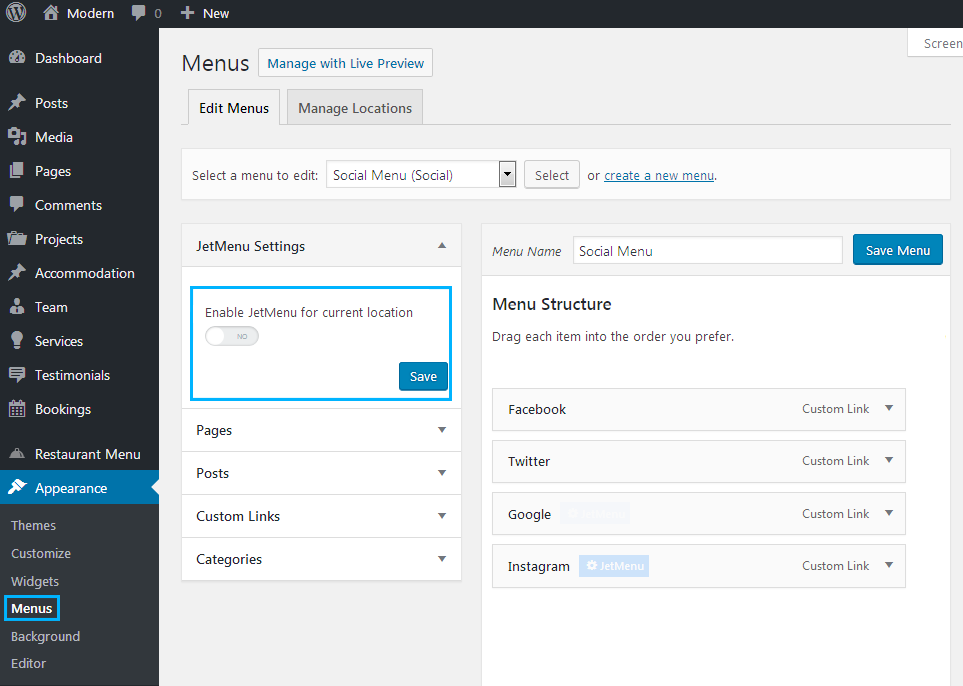 Modern 0 New
Dashboard
Posts
Media
Pages
Comments
Projects
Accommodation
Team
Services
Testimonials
Bookings
Restaurant Menu
Appearance
Themes
Customize
Widgets
Menus
Background
Editor
Screen
Menus Manage with Live Preview
Edit Menus Manage Locations
Select a menu to edit: Social Menu (Social) Select or create a new menu.
JetMenu Settings
Enable JetMenu for current location
NO
Save
Pages
Posts
Custom Links
Categories
Menu Name Social Menu Save Menu
Menu Structure
Drag each item into the order you prefer.
Facebook Custom Link
Twitter Custom Link
Google Custom Link
Instagram JetMenu Custom Link